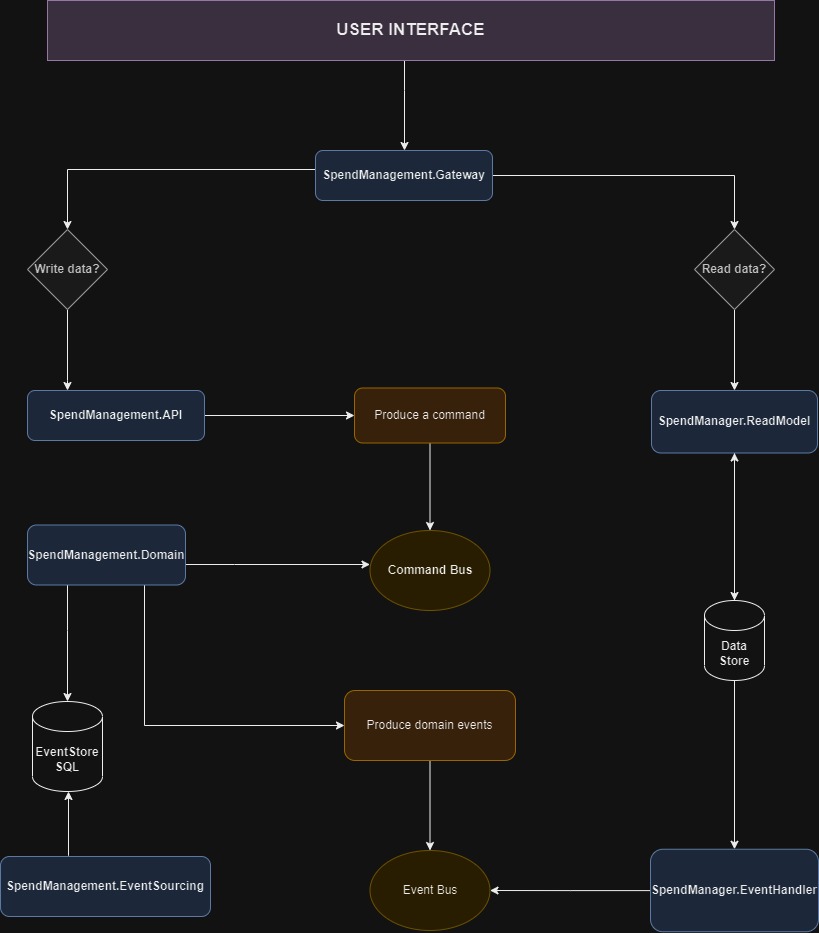 USER INTERFACE
SpendManagement.Gateway
Write data?
Read data?
SpendManagement.API
Produce a command
SpendManager.ReadModel
SpendManagement.Domain
Command Bus
Data
Store
Produce domain events
EventStore
SQL
SpendManagement.EventSourcing
Event Bus
SpendManager.EventHandler